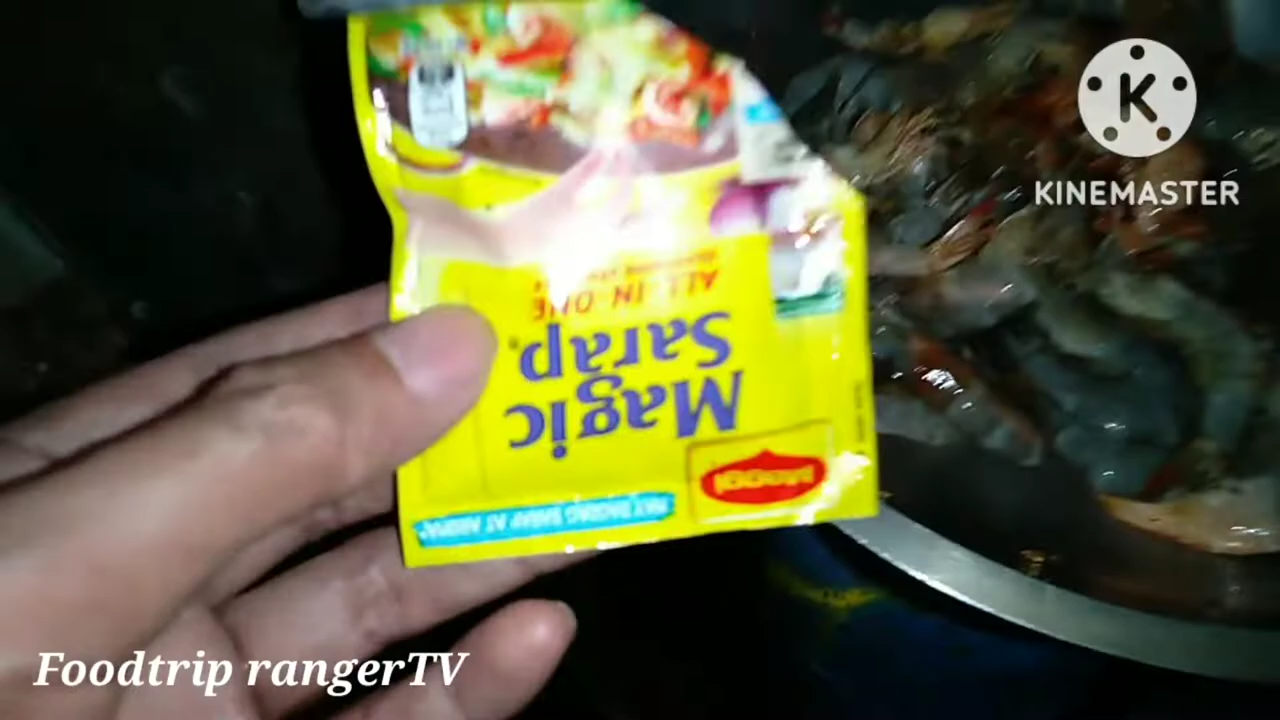 KINEMASTER
MAGGI
Magic
Sarap
ALL-IN-ONE
Foodtrip rangerTV